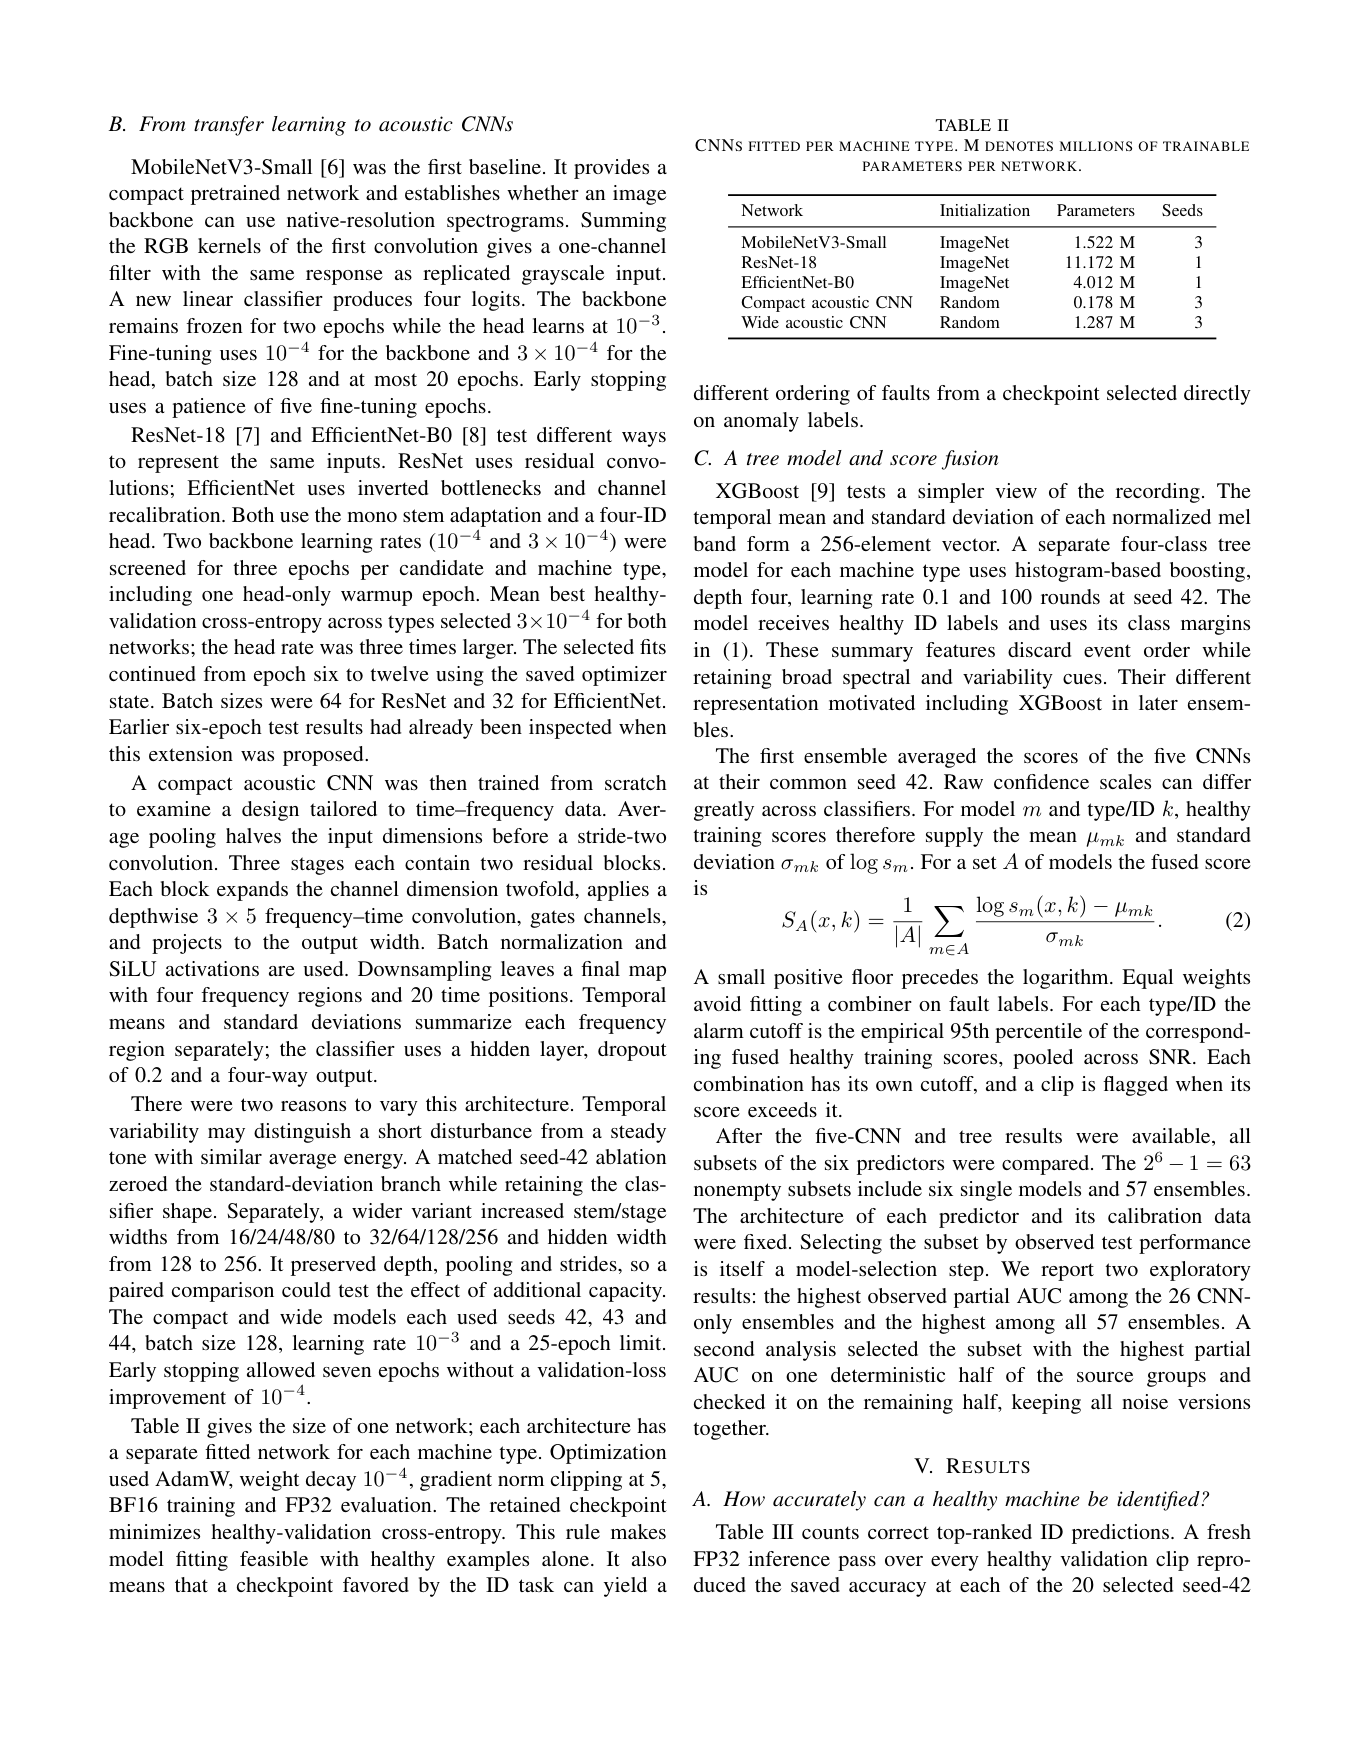 B. From transfer learning to acoustic CNNs
MobileNetV3-Small [6] was the first baseline. It provides a
compact pretrained network and establishes whether an image
backbone can use native-resolution spectrograms. Summing
the RGB kernels of the first convolution gives a one-channel
filter with the same response as replicated grayscale input.
A new linear classifier produces four logits. The backbone
remains frozen for two epochs while the head learns at 10⁻³.
Fine-tuning uses 10⁻⁴ for the backbone and 3 × 10⁻⁴ for the
head, batch size 128 and at most 20 epochs. Early stopping
uses a patience of five fine-tuning epochs.
ResNet-18 [7] and EfficientNet-B0 [8] test different ways
to represent the same inputs. ResNet uses residual convo-
lutions; EfficientNet uses inverted bottlenecks and channel
recalibration. Both use the mono stem adaptation and a four-ID
head. Two backbone learning rates (10⁻⁴ and 3 × 10⁻⁴) were
screened for three epochs per candidate and machine type,
including one head-only warmup epoch. Mean best healthy-
validation cross-entropy across types selected 3×10⁻⁴ for both
networks; the head rate was three times larger. The selected fits
continued from epoch six to twelve using the saved optimizer
state. Batch sizes were 64 for ResNet and 32 for EfficientNet.
Earlier six-epoch test results had already been inspected when
this extension was proposed.
A compact acoustic CNN was then trained from scratch
to examine a design tailored to time–frequency data. Aver-
age pooling halves the input dimensions before a stride-two
convolution. Three stages each contain two residual blocks.
Each block expands the channel dimension twofold, applies a
depthwise 3 × 5 frequency–time convolution, gates channels,
and projects to the output width. Batch normalization and
SiLU activations are used. Downsampling leaves a final map
with four frequency regions and 20 time positions. Temporal
means and standard deviations summarize each frequency
region separately; the classifier uses a hidden layer, dropout
of 0.2 and a four-way output.
There were two reasons to vary this architecture. Temporal
variability may distinguish a short disturbance from a steady
tone with similar average energy. A matched seed-42 ablation
zeroed the standard-deviation branch while retaining the clas-
sifier shape. Separately, a wider variant increased stem/stage
widths from 16/24/48/80 to 32/64/128/256 and hidden width
from 128 to 256. It preserved depth, pooling and strides, so a
paired comparison could test the effect of additional capacity.
The compact and wide models each used seeds 42, 43 and
44, batch size 128, learning rate 10⁻³ and a 25-epoch limit.
Early stopping allowed seven epochs without a validation-loss
improvement of 10⁻⁴.
Table II gives the size of one network; each architecture has
a separate fitted network for each machine type. Optimization
used AdamW, weight decay 10⁻⁴, gradient norm clipping at 5,
BF16 training and FP32 evaluation. The retained checkpoint
minimizes healthy-validation cross-entropy. This rule makes
model fitting feasible with healthy examples alone. It also
means that a checkpoint favored by the ID task can yield a
TABLE II
CNNS FITTED PER MACHINE TYPE. M DENOTES MILLIONS OF TRAINABLE
PARAMETERS PER NETWORK.
Network Initialization Parameters Seeds
MobileNetV3-Small ImageNet 1.522 M 3
ResNet-18 ImageNet 11.172 M 1
EfficientNet-B0 ImageNet 4.012 M 1
Compact acoustic CNN Random 0.178 M 3
Wide acoustic CNN Random 1.287 M 3
different ordering of faults from a checkpoint selected directly
on anomaly labels.
C. A tree model and score fusion
XGBoost [9] tests a simpler view of the recording. The
temporal mean and standard deviation of each normalized mel
band form a 256-element vector. A separate four-class tree
model for each machine type uses histogram-based boosting,
depth four, learning rate 0.1 and 100 rounds at seed 42. The
model receives healthy ID labels and uses its class margins
in (1). These summary features discard event order while
retaining broad spectral and variability cues. Their different
representation motivated including XGBoost in later ensem-
bles.
The first ensemble averaged the scores of the five CNNs
at their common seed 42. Raw confidence scales can differ
greatly across classifiers. For model m and type/ID k, healthy
training scores therefore supply the mean μₘₖ and standard
deviation σₘₖ of log sₘ. For a set A of models the fused score
is
S_A(x, k) = 1/|A| ∑_{m∈A} (log sₘ(x, k) − μₘₖ)/σₘₖ. (2)
A small positive floor precedes the logarithm. Equal weights
avoid fitting a combiner on fault labels. For each type/ID the
alarm cutoff is the empirical 95th percentile of the correspond-
ing fused healthy training scores, pooled across SNR. Each
combination has its own cutoff, and a clip is flagged when its
score exceeds it.
After the five-CNN and tree results were available, all
subsets of the six predictors were compared. The 2⁶ − 1 = 63
nonempty subsets include six single models and 57 ensembles.
The architecture of each predictor and its calibration data
were fixed. Selecting the subset by observed test performance
is itself a model-selection step. We report two exploratory
results: the highest observed partial AUC among the 26 CNN-
only ensembles and the highest among all 57 ensembles. A
second analysis selected the subset with the highest partial
AUC on one deterministic half of the source groups and
checked it on the remaining half, keeping all noise versions
together.
V. RESULTS
A. How accurately can a healthy machine be identified?
Table III counts correct top-ranked ID predictions. A fresh
FP32 inference pass over every healthy validation clip repro-
duced the saved accuracy at each of the 20 selected seed-42